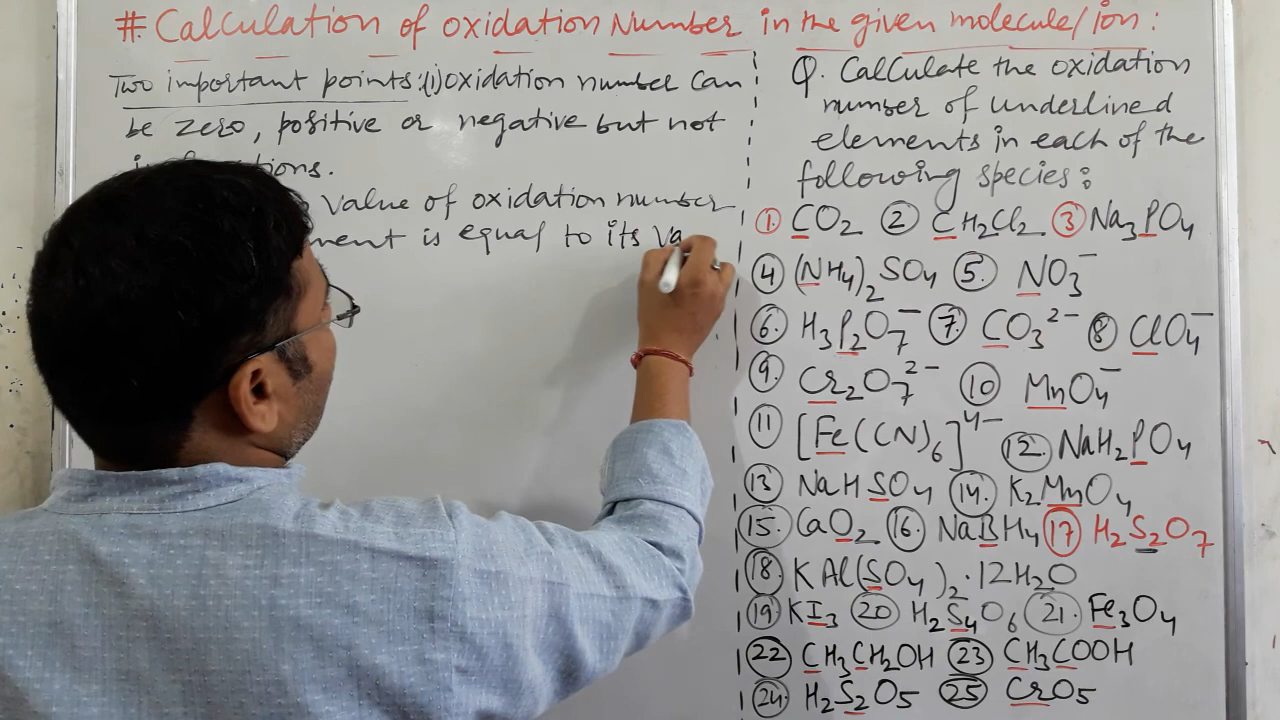 # Calculation of oxidation Number in the given molecule/ion:
Two important points: (i) oxidation number can
be zero, positive or negative but not
value of oxidation number
is equal to its va
Q. Calculate the oxidation
number of underlined
elements in each of the
following species:
1. CO₂ ② CH₂Cl₂ ③ Na₃PO₄
④ (NH₄)₂SO₄ ⑤. NO₃⁻
⑥. H₃P₂O₇⁻ ⑦. CO₃²⁻ ⑧ ClO₄⁻
⑨. Cr₂O₇²⁻ ⑩ MnO₄⁻
⑪ [Fe(CN)₆]⁴⁻ ⑫. NaH₂PO₄
⑬ NaHSO₄ ⑭. K₂MnO₄
⑮. CaO₂ ⑯. NaBH₄ ⑰ H₂S₂O₇
⑱. KAl(SO₄)₂·12H₂O
⑲ KI₃ ⑳ H₂S₄O₆ ㉑. Fe₃O₄
㉒ CH₃CH₂OH ㉓ CH₃COOH
㉔. H₂S₂O₅ ㉕ CrO₅